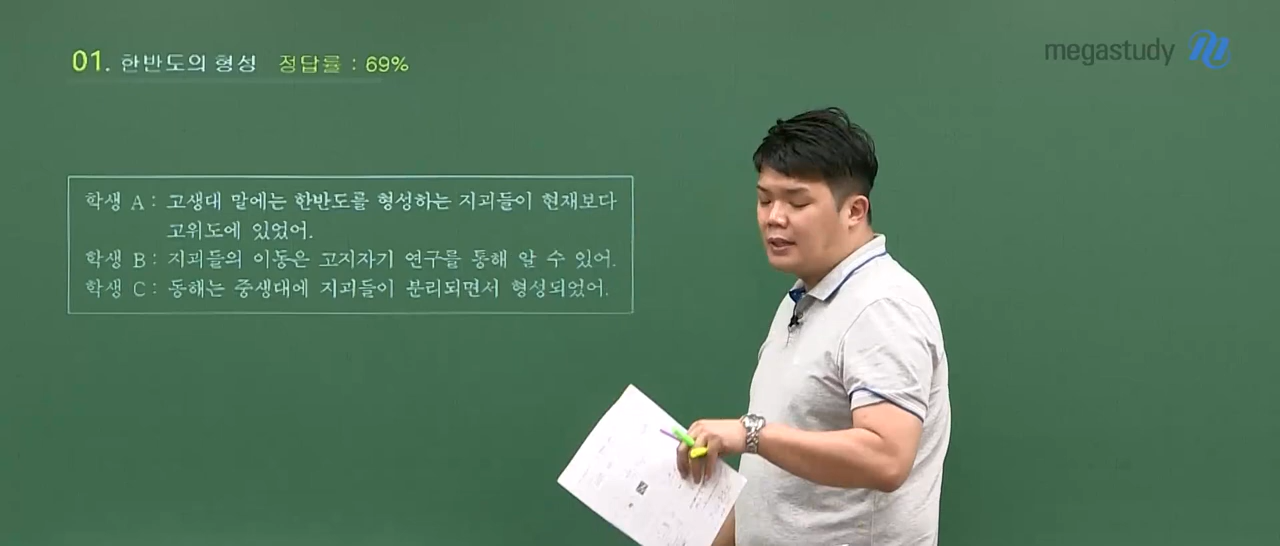 01. 한반도의 형성 정답률 : 69%
megastudy
학생 A : 고생대 말에는 한반도를 형성하는 지괴들이 현재보다
고위도에 있었어.
학생 B : 지괴들의 이동은 고지자기 연구를 통해 알 수 있어.
학생 C : 동해는 중생대에 지괴들이 분리되면서 형성되었어.